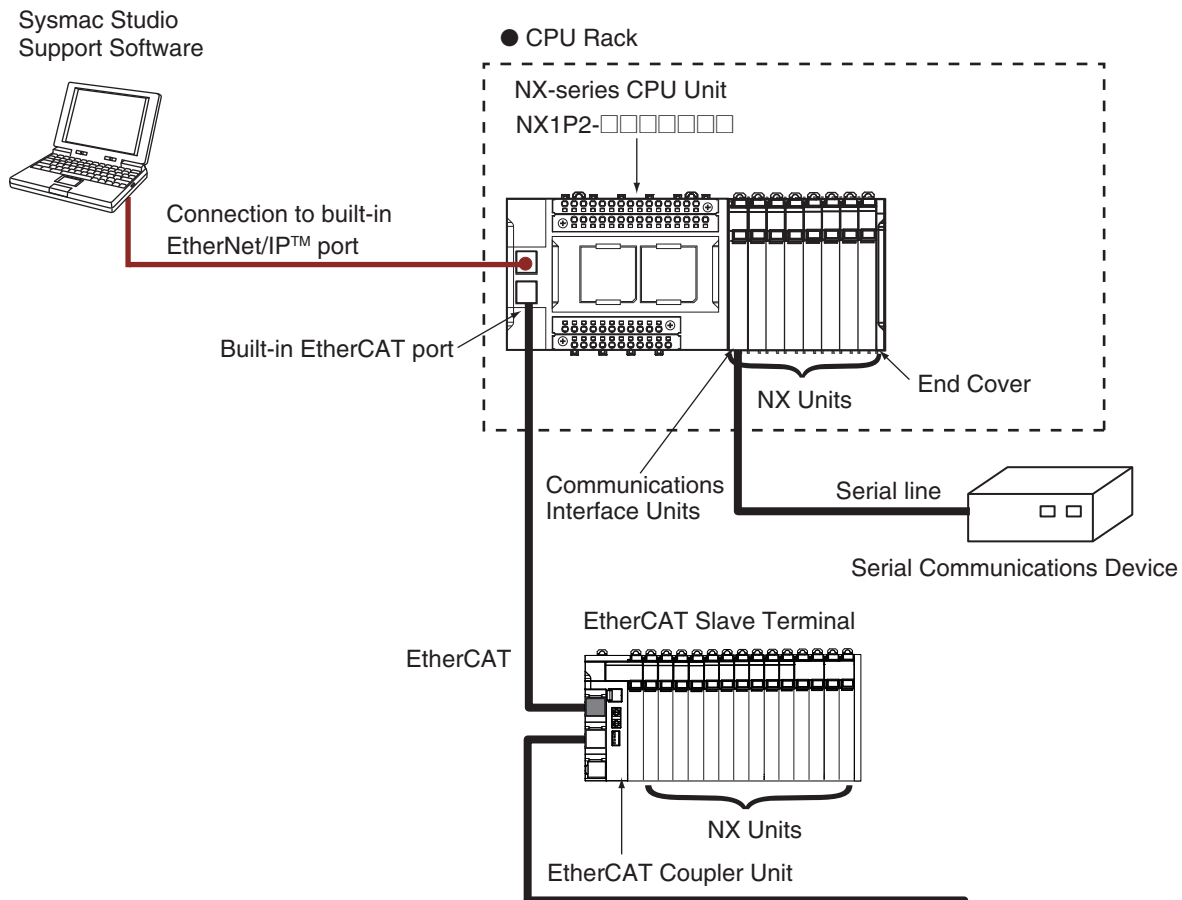 Sysmac Studio
Support Software
● CPU Rack
NX-series CPU Unit
NX1P2-□□□□□□□
Connection to built-in
EtherNet/IP™ port
Built-in EtherCAT port
End Cover
NX Units
Communications
Interface Units
Serial line
Serial Communications Device
EtherCAT Slave Terminal
EtherCAT
NX Units
EtherCAT Coupler Unit